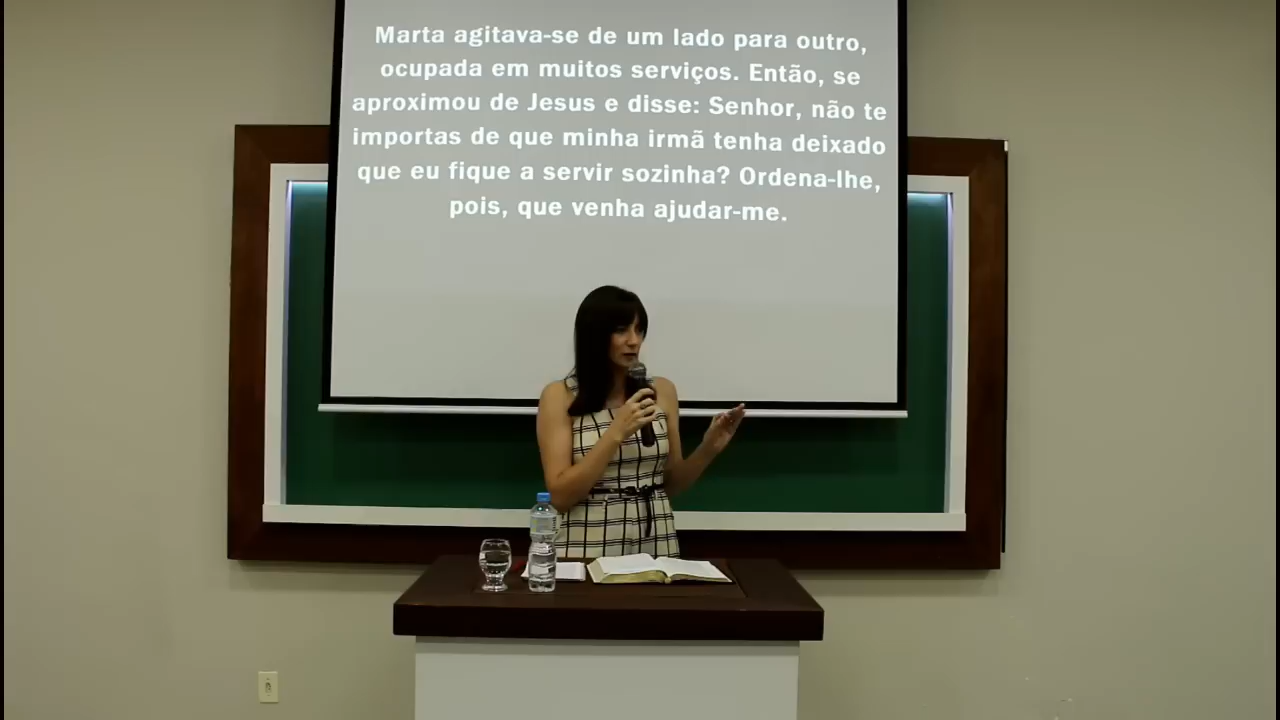 Marta agitava-se de um lado para outro,
ocupada em muitos serviços. Então, se
aproximou de Jesus e disse: Senhor, não te
importas de que minha irmã tenha deixado
que eu fique a servir sozinha? Ordena-lhe,
pois, que venha ajudar-me.